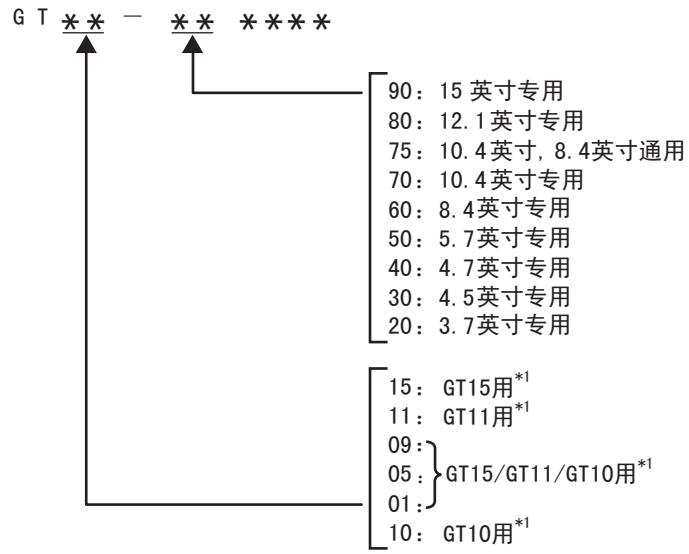 GT ** － ** ****
90：15 英寸专用
80：12.1英寸专用
75：10.4英寸, 8.4英寸通用
70：10.4英寸专用
60：8.4英寸专用
50：5.7英寸专用
40：4.7英寸专用
30：4.5英寸专用
20：3.7英寸专用
15： GT15用*1
11： GT11用*1
09：
05： GT15/GT11/GT10用*1
01：
10： GT10用*1